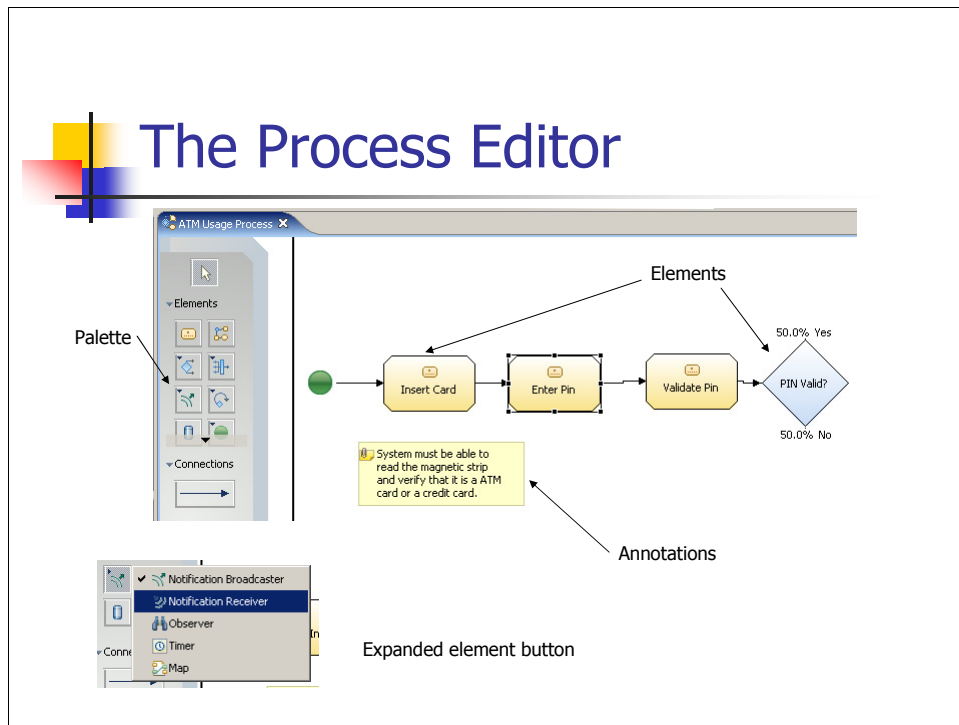 The Process Editor
ATM Usage Process
Elements
Palette
Elements
50.0% Yes
Insert Card
Enter Pin
Validate Pin
PIN Valid?
50.0% No
Connections
System must be able to
read the magnetic strip
and verify that it is a ATM
card or a credit card.
Annotations
Notification Broadcaster
Notification Receiver
Observer
Timer
Map
Conne
In
Expanded element button